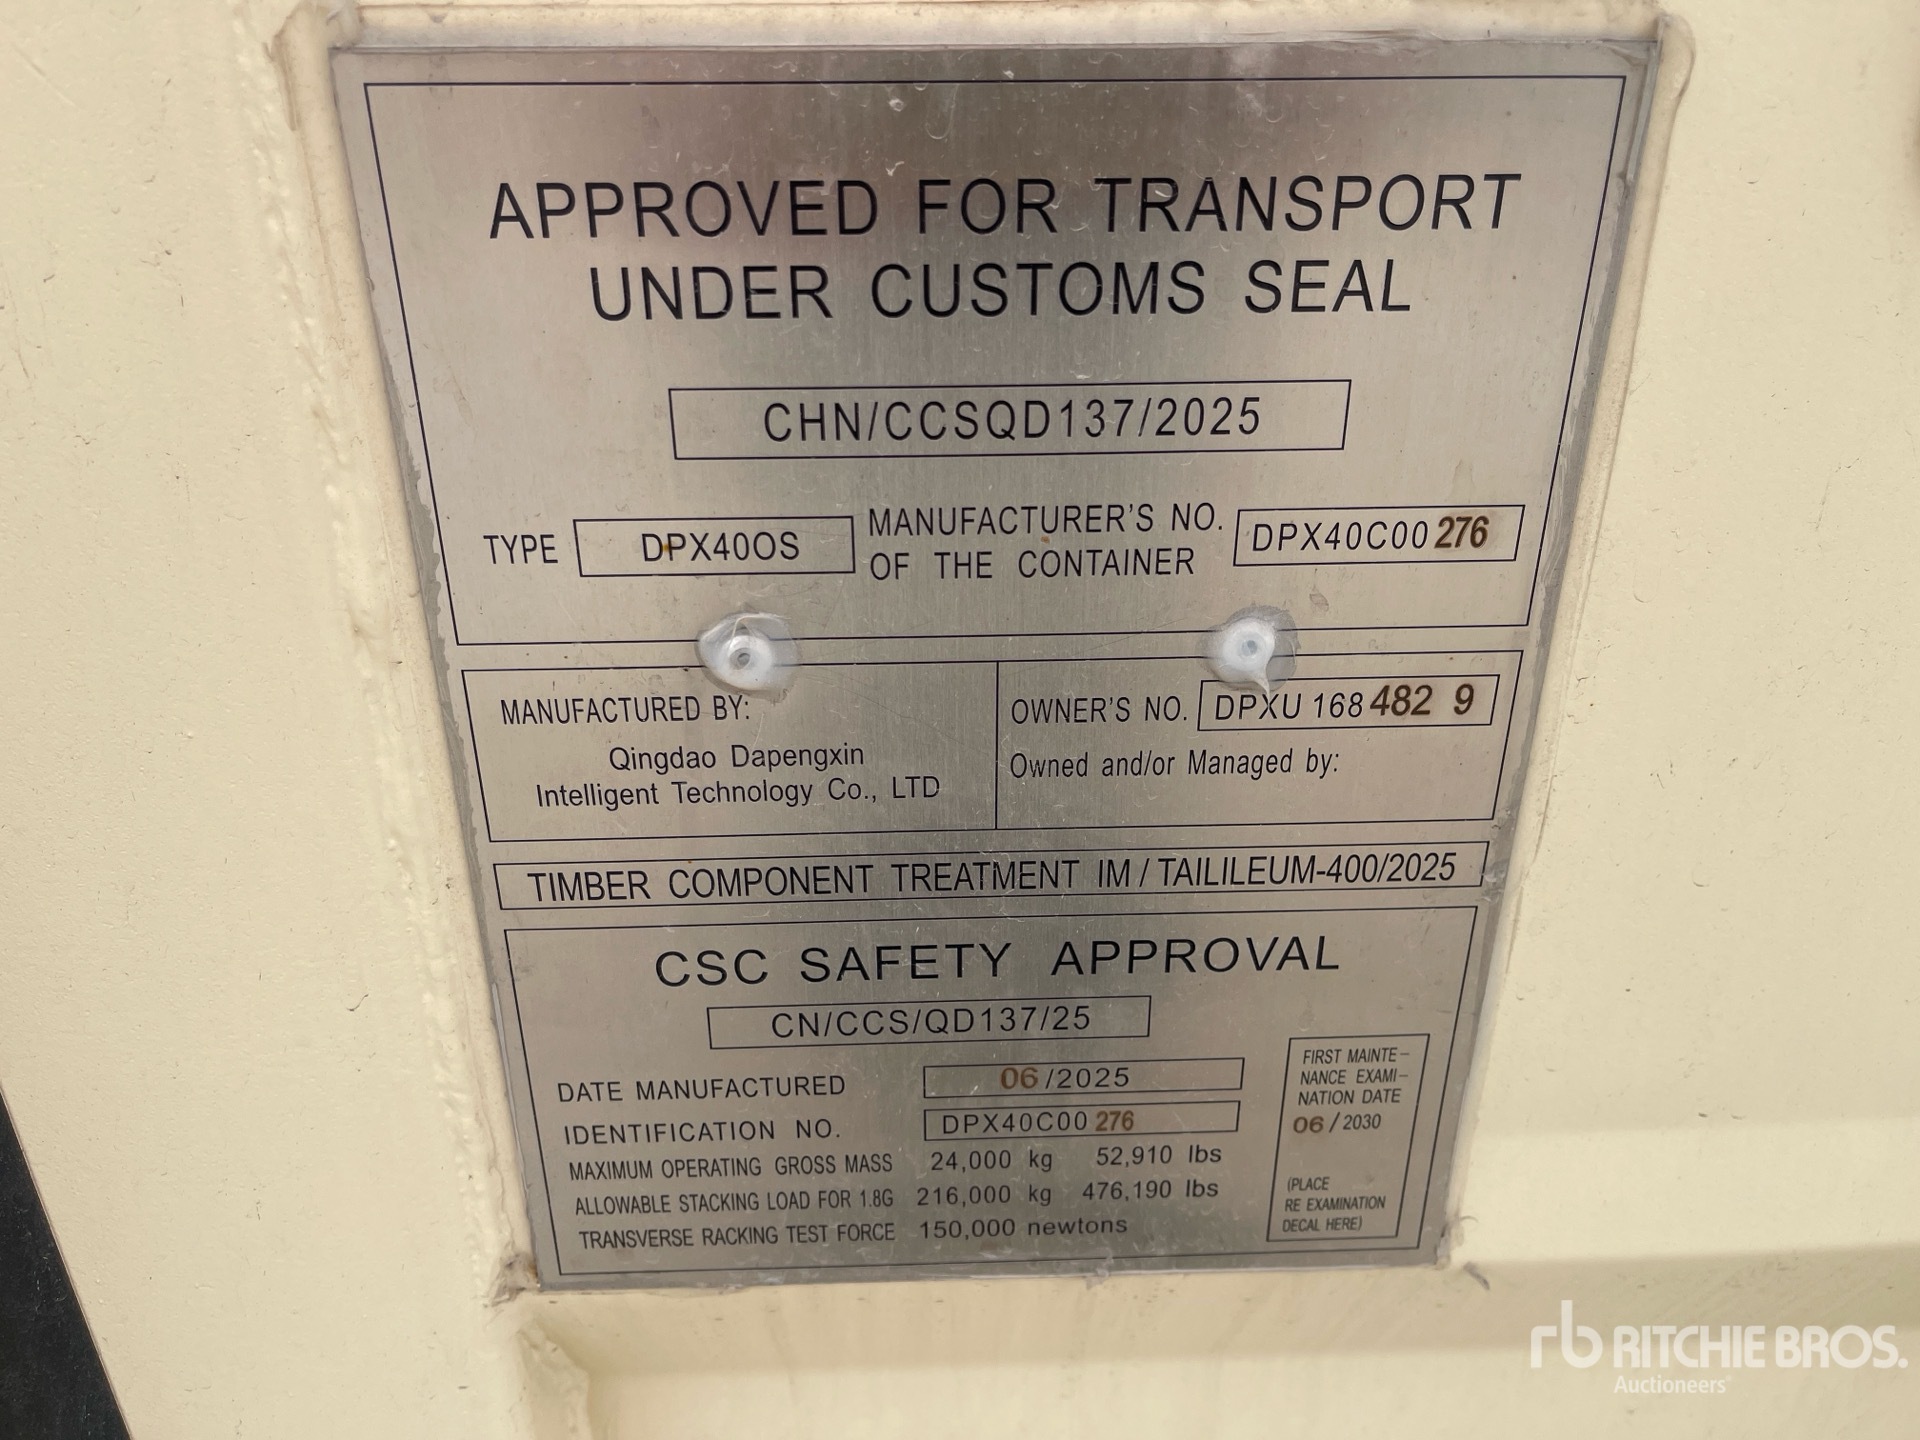 APPROVED FOR TRANSPORT
UNDER CUSTOMS SEAL
CHN/CCSQD137/2025
TYPE DPX40OS MANUFACTURER'S NO. OF THE CONTAINER DPX40C00276
MANUFACTURED BY:
Qingdao Dapengxin
Intelligent Technology Co., LTD
OWNER'S NO. DPXU 168482 9
Owned and/or Managed by:
TIMBER COMPONENT TREATMENT IM / TAILILEUM-400/2025
CSC SAFETY APPROVAL
CN/CCS/QD137/25
DATE MANUFACTURED 06/2025
IDENTIFICATION NO. DPX40C00276
MAXIMUM OPERATING GROSS MASS 24,000 kg 52,910 lbs
ALLOWABLE STACKING LOAD FOR 1.8G 216,000 kg 476,190 lbs
TRANSVERSE RACKING TEST FORCE 150,000 newtons
FIRST MAINTE-
NANCE EXAMI-
NATION DATE
06/2030
(PLACE
RE EXAMINATION
DECAL HERE)
rb RITCHIE BROS.
Auctioneers